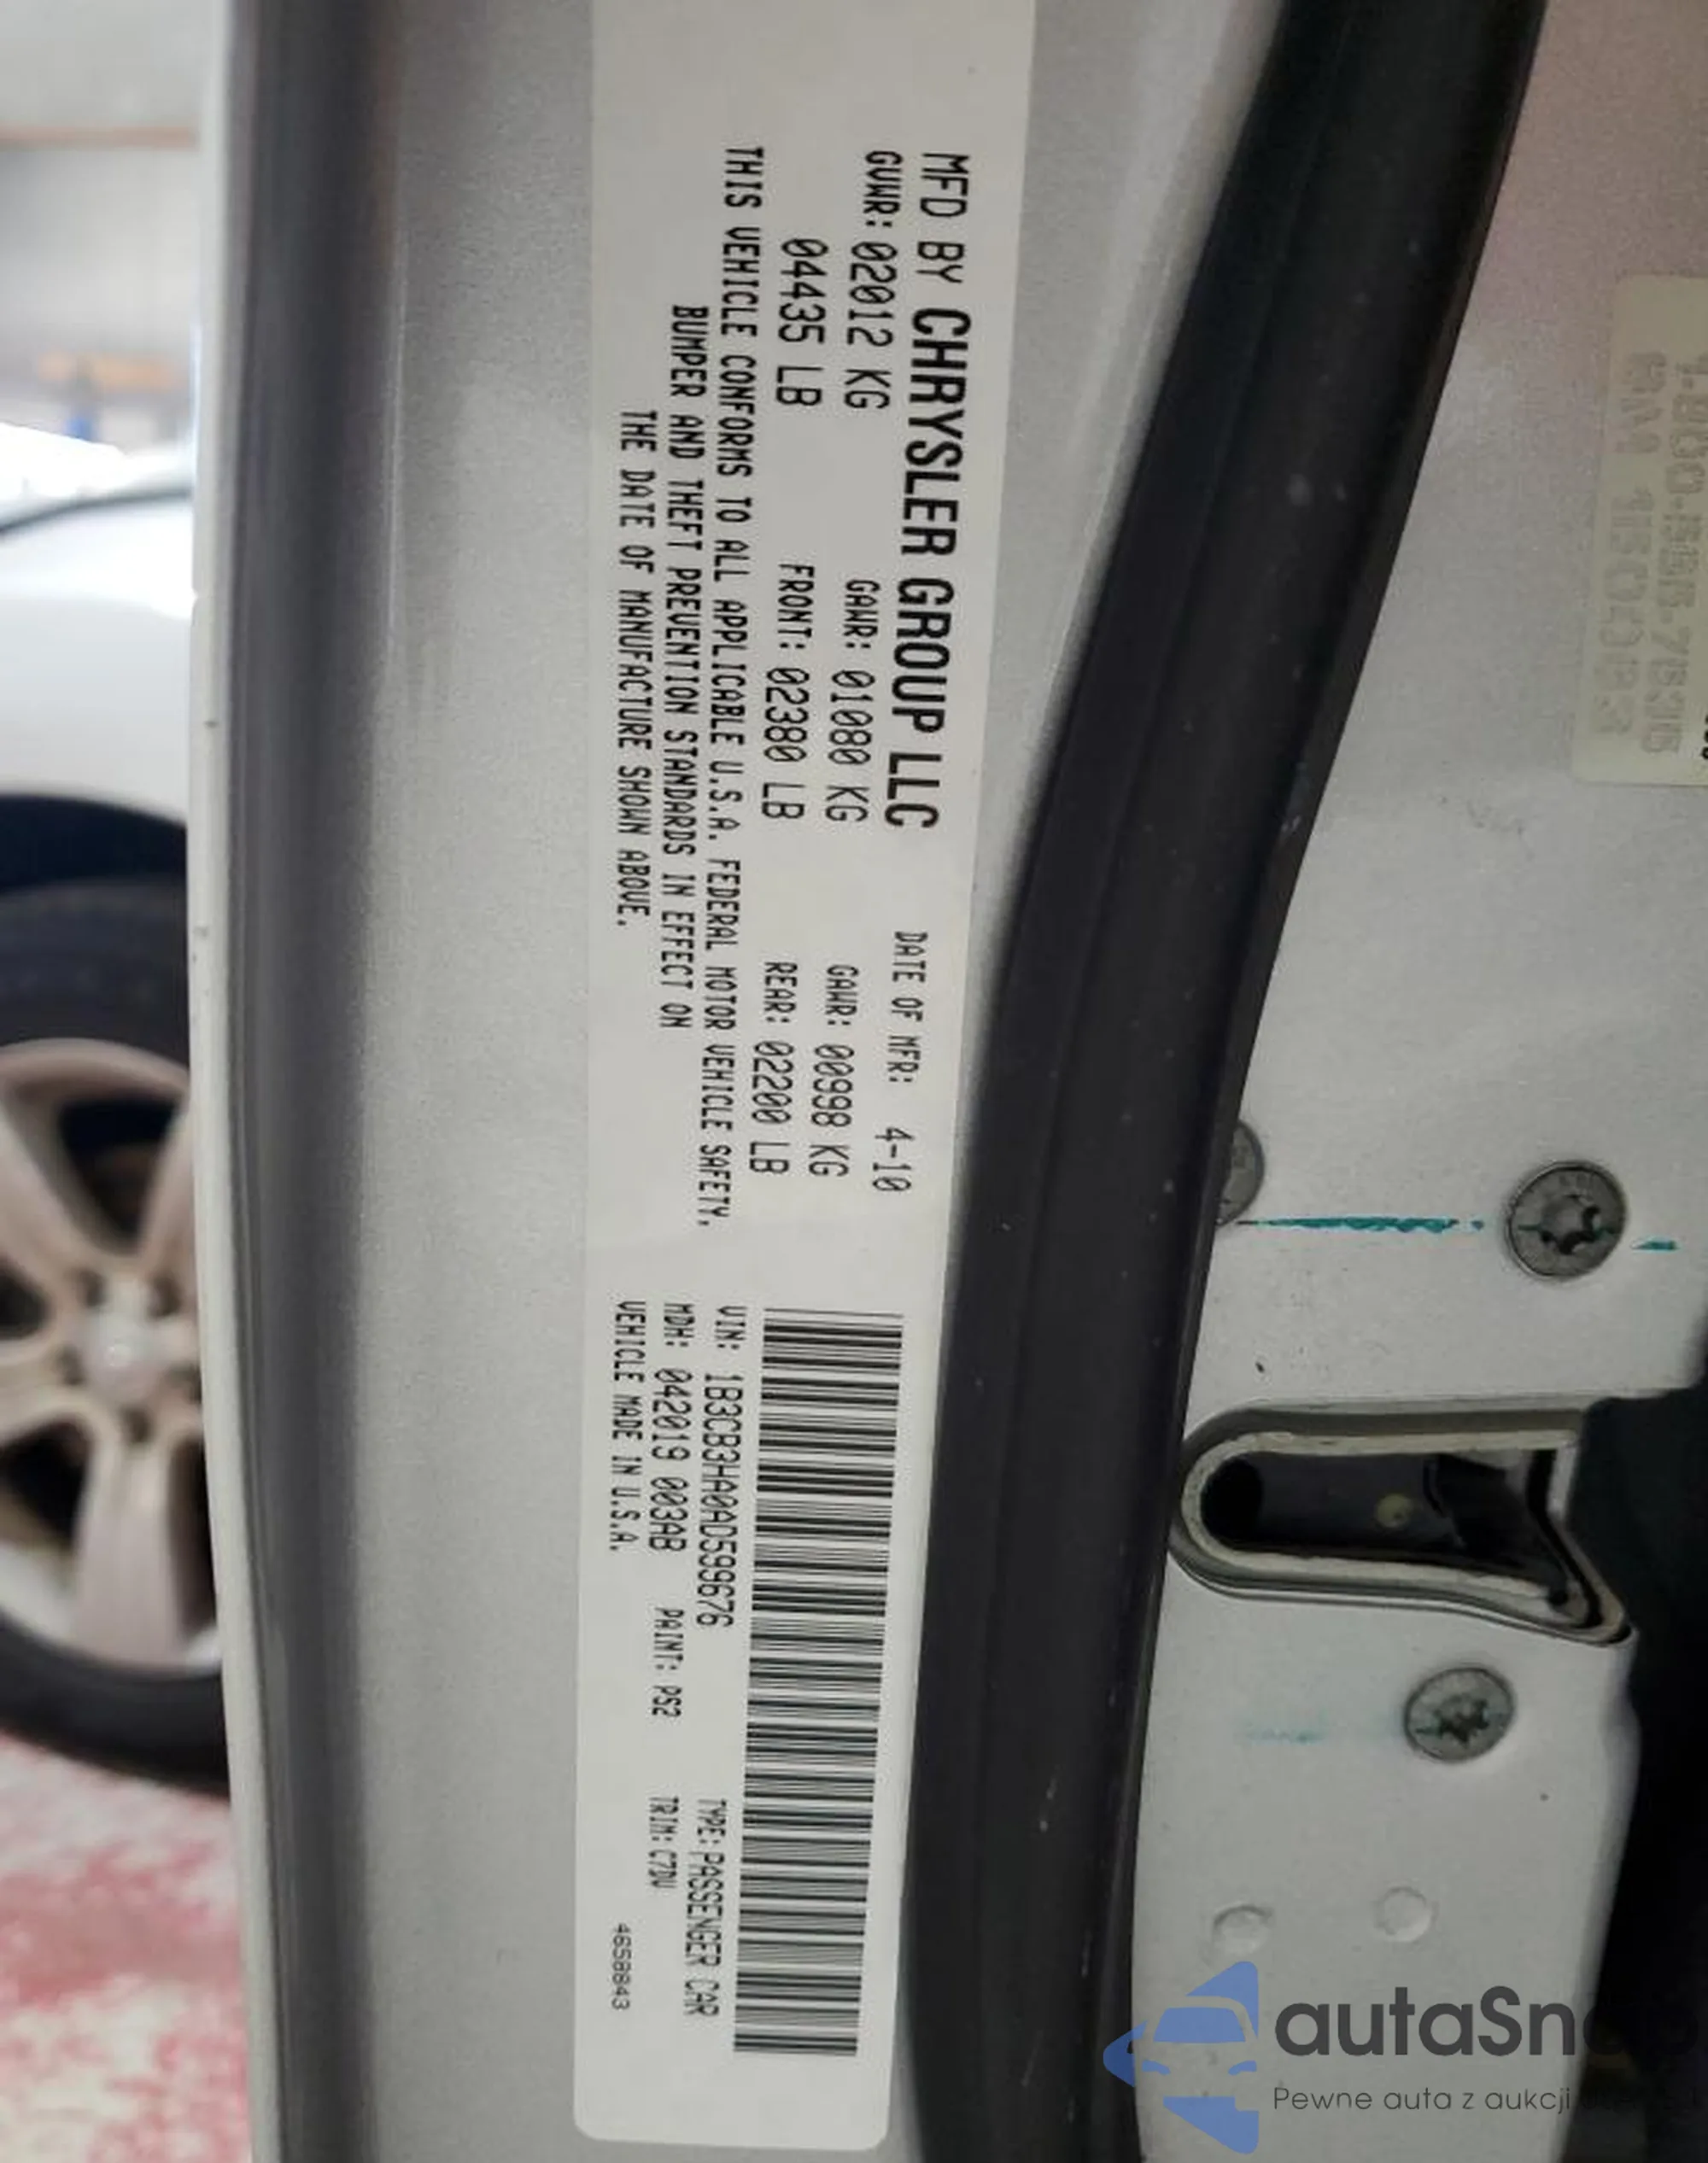 MFD BY CHRYSLER GROUP LLC
DATE OF MFR: 4-10
GVWR: 02012 KG
GAWR: 01080 KG
GAWR: 00998 KG
04435 LB
FRONT: 02380 LB
REAR: 02200 LB
THIS VEHICLE CONFORMS TO ALL APPLICABLE U.S.A. FEDERAL MOTOR VEHICLE SAFETY,
BUMPER AND THEFT PREVENTION STANDARDS IN EFFECT ON
THE DATE OF MANUFACTURE SHOWN ABOVE.
VIN: 1B3CB3HA0AD599676
TYPE: PASSENGER CAR
MDH: 042019 003AB
PAINT: PS2
TRIM: C7DV
VEHICLE MADE IN U.S.A.
4658843
autaSn
Pewne auta z aukcji